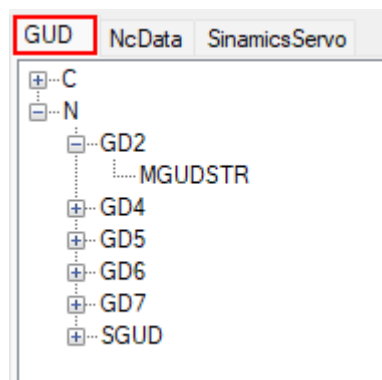 GUD NcData SinamicsServo
C
N
GD2
MGUDSTR
GD4
GD5
GD6
GD7
SGUD